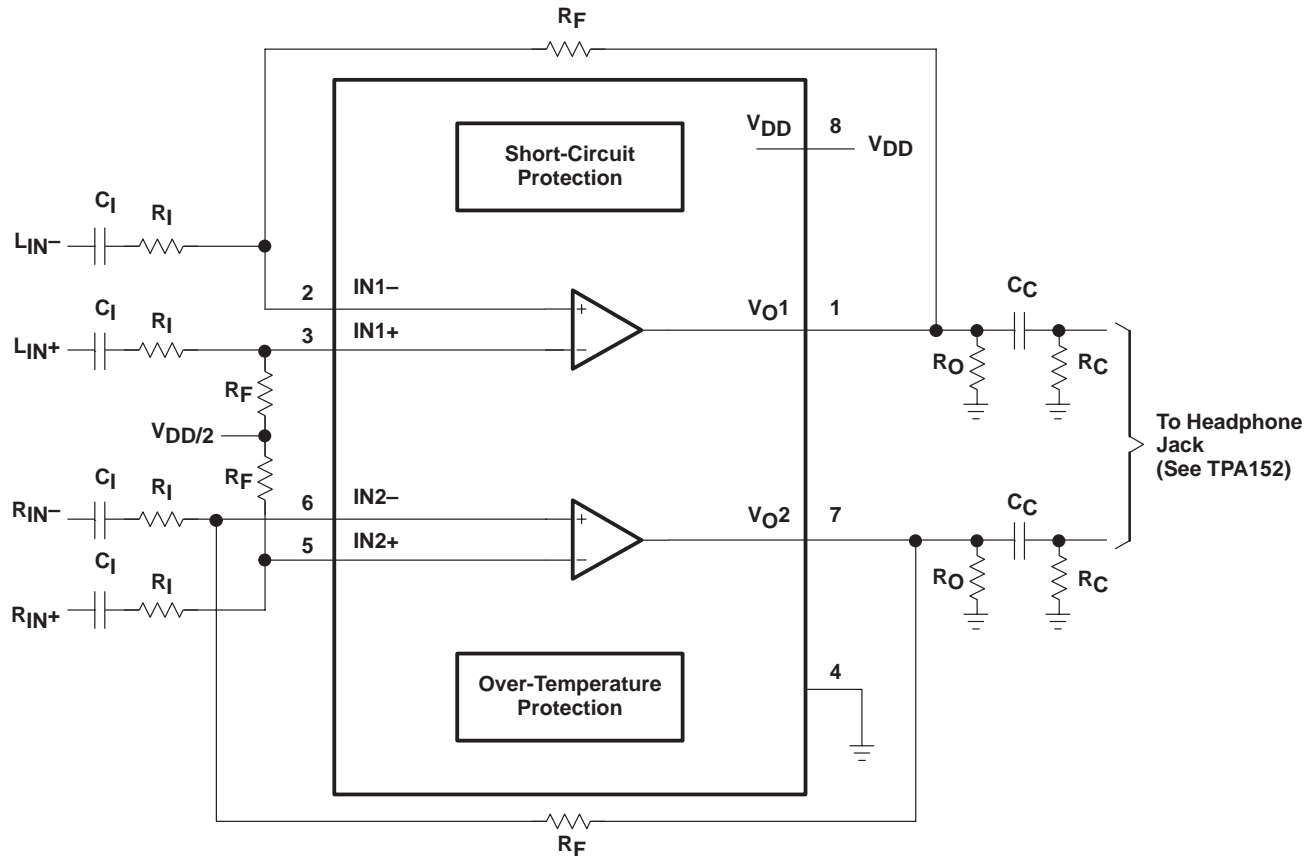 RF
VDD 8
VDD
Short-Circuit
Protection
CI
RI
LIN–
2 IN1–
+
VO1 1
CC
CI
RI
LIN+
3 IN1+
–
RO
RC
RF
VDD/2
To Headphone
Jack
(See TPA152)
RF
CI
RI
RIN–
6 IN2–
+
VO2 7
CC
5 IN2+
–
CI
RI
RIN+
RO
RC
4
Over-Temperature
Protection
RF